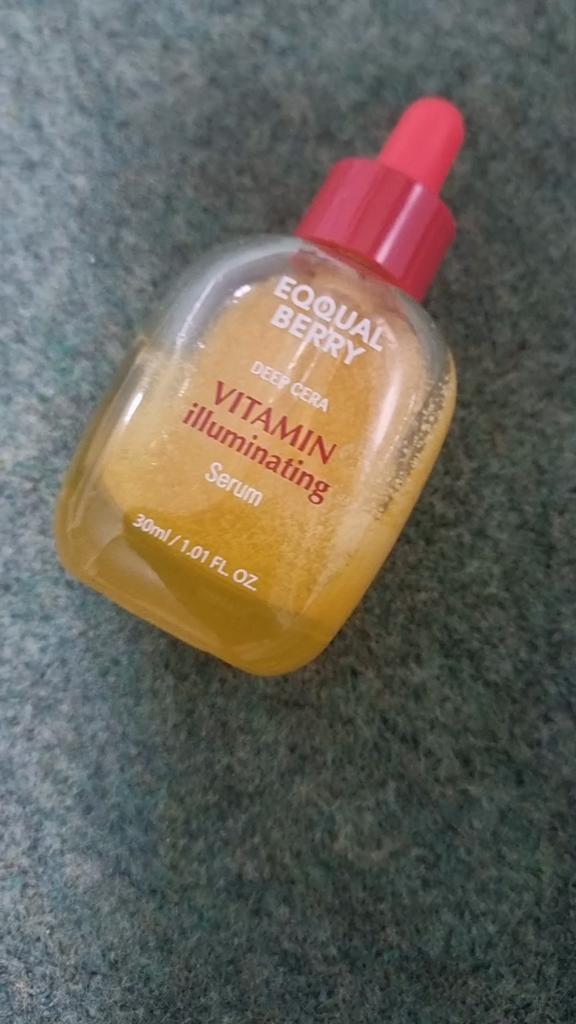 EQQUAL
BERRY
DEEP CERA
VITAMIN
illuminating
Serum
30ml / 1.01 FL. OZ.